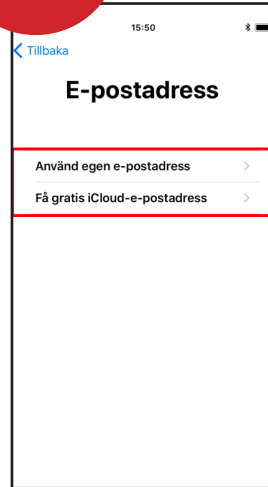 15:50
Tillbaka
E-postadress
Använd egen e-postadress
Få gratis iCloud-e-postadress